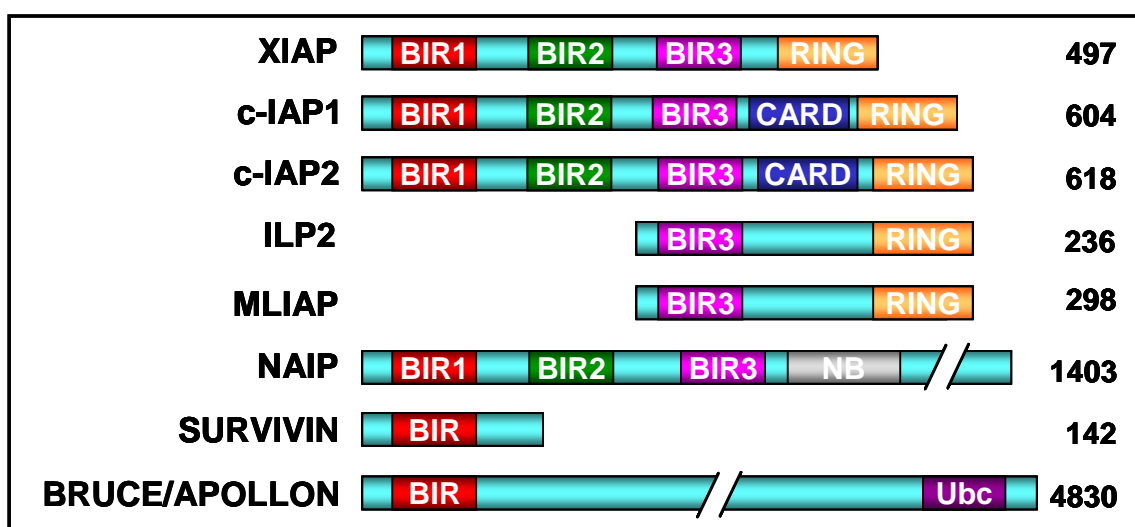 XIAP BIR1 BIR2 BIR3 RING 497
c-IAP1 BIR1 BIR2 BIR3 CARD RING 604
c-IAP2 BIR1 BIR2 BIR3 CARD RING 618
ILP2 BIR3 RING 236
MLIAP BIR3 RING 298
NAIP BIR1 BIR2 BIR3 NB 1403
SURVIVIN BIR 142
BRUCE/APOLLON BIR Ubc 4830